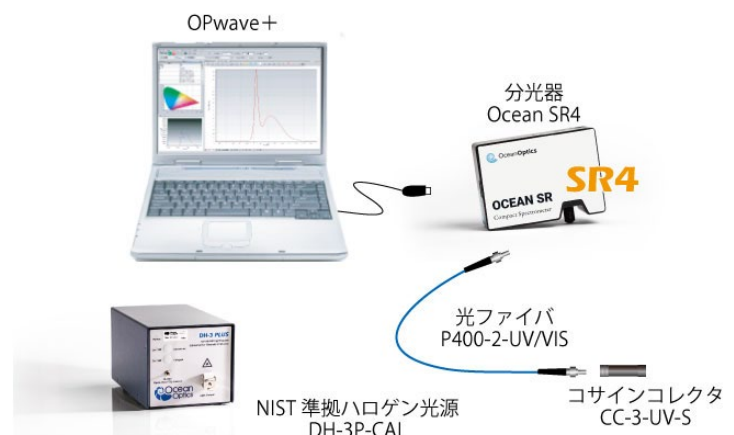 OPwave＋
分光器
Ocean SR4
OceanOptics
SR4
OCEAN SR
Compact Spectrometer
光ファイバ
P400-2-UV/VIS
DH-3 PLUS
Ocean
Optics
NIST 準拠ハロゲン光源
DH-3P-CAL
コサインコレクタ
CC-3-UV-S